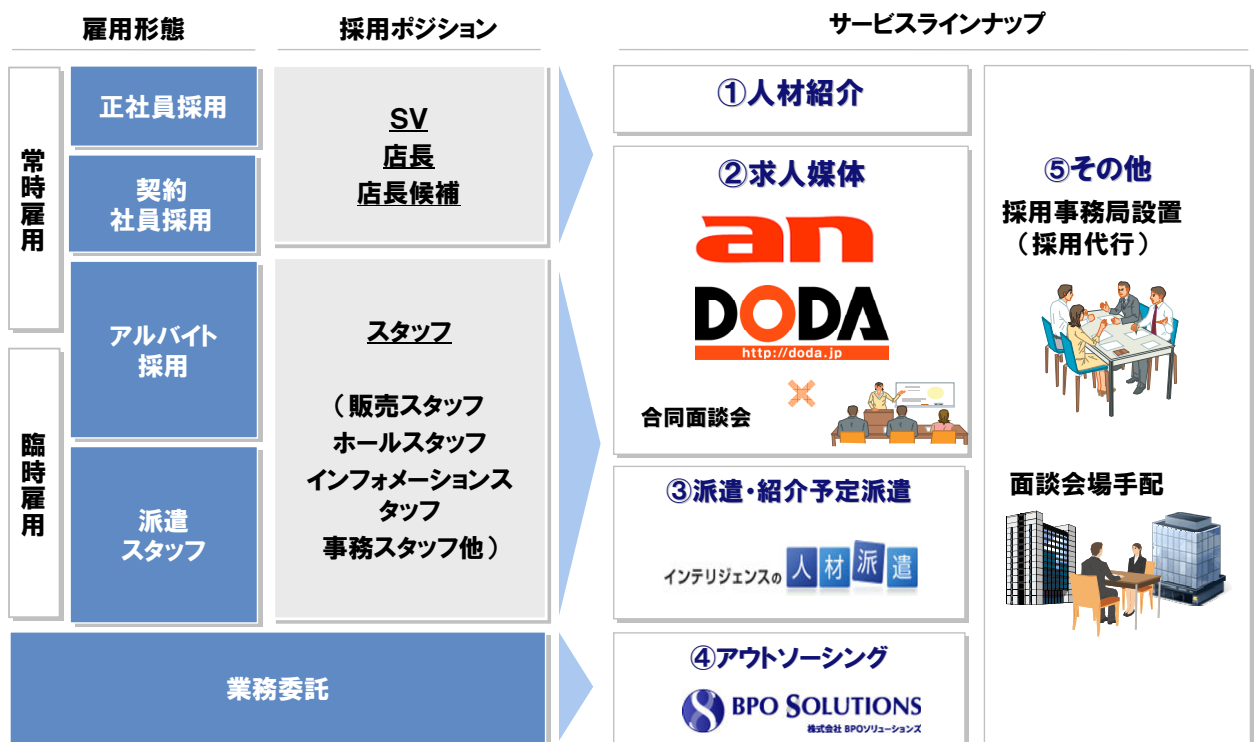 雇用形態
採用ポジション
サービスラインナップ
常時雇用
正社員採用
契約
社員採用
アルバイト
採用
臨時雇用
派遣
スタッフ
SV
店長
店長候補
スタッフ
（販売スタッフ
ホールスタッフ
インフォメーションス
タッフ
事務スタッフ他）
業務委託
①人材紹介
②求人媒体
an
DODA
http://doda.jp
合同面談会
③派遣・紹介予定派遣
インテリジェンスの人材派遣
④アウトソーシング
8 BPO SOLUTIONS
株式会社 BPOソリューションズ
⑤その他
採用事務局設置
（採用代行）
面談会場手配